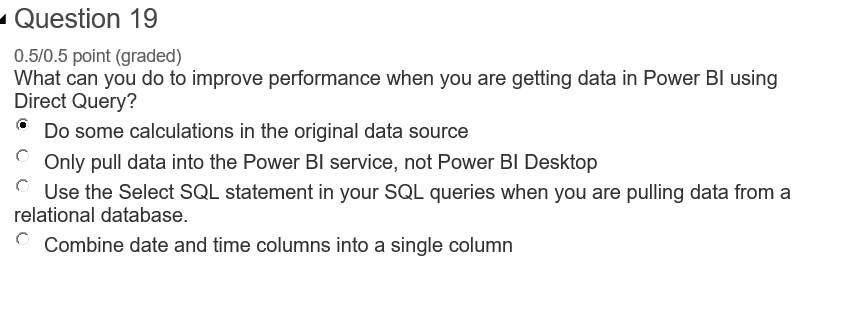 Question 19
0.5/0.5 point (graded)
What can you do to improve performance when you are getting data in Power BI using
Direct Query?
Do some calculations in the original data source
Only pull data into the Power BI service, not Power BI Desktop
Use the Select SQL statement in your SQL queries when you are pulling data from a
relational database.
Combine date and time columns into a single column